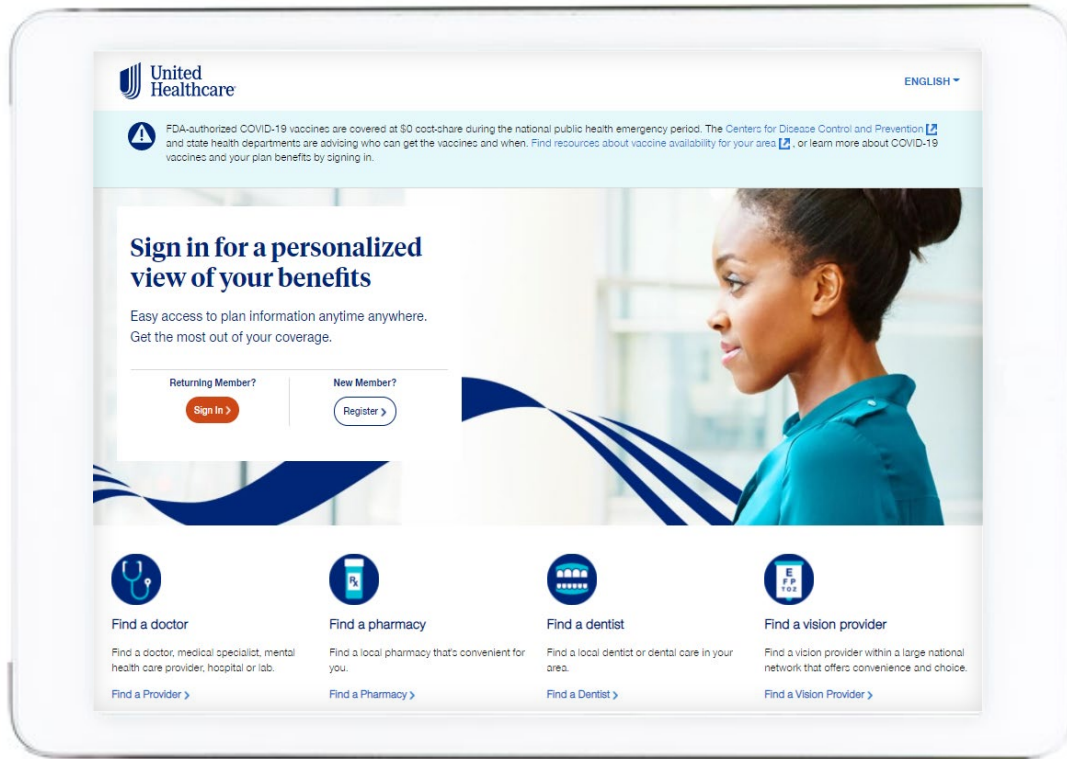 United
Healthcare
ENGLISH
FDA-authorized COVID-19 vaccines are covered at $0 cost-share during the national public health emergency period. The Centers for Disease Control and Prevention
and state health departments are advising who can get the vaccines and when. Find resources about vaccine availability for your area , or learn more about COVID-19
vaccines and your plan benefits by signing in.
Sign in for a personalized
view of your benefits
Easy access to plan information anytime anywhere.
Get the most out of your coverage.
Returning Member?
Sign In >
New Member?
Register >
Rx
E
F P
TOZ
Find a doctor
Find a doctor, medical specialist, mental
health care provider, hospital or lab.
Find a Provider >
Find a pharmacy
Find a local pharmacy that's convenient for
you.
Find a Pharmacy >
Find a dentist
Find a local dentist or dental care in your
area.
Find a Dentist >
Find a vision provider
Find a vision provider within a large national
network that offers convenience and choice.
Find a Vision Provider >